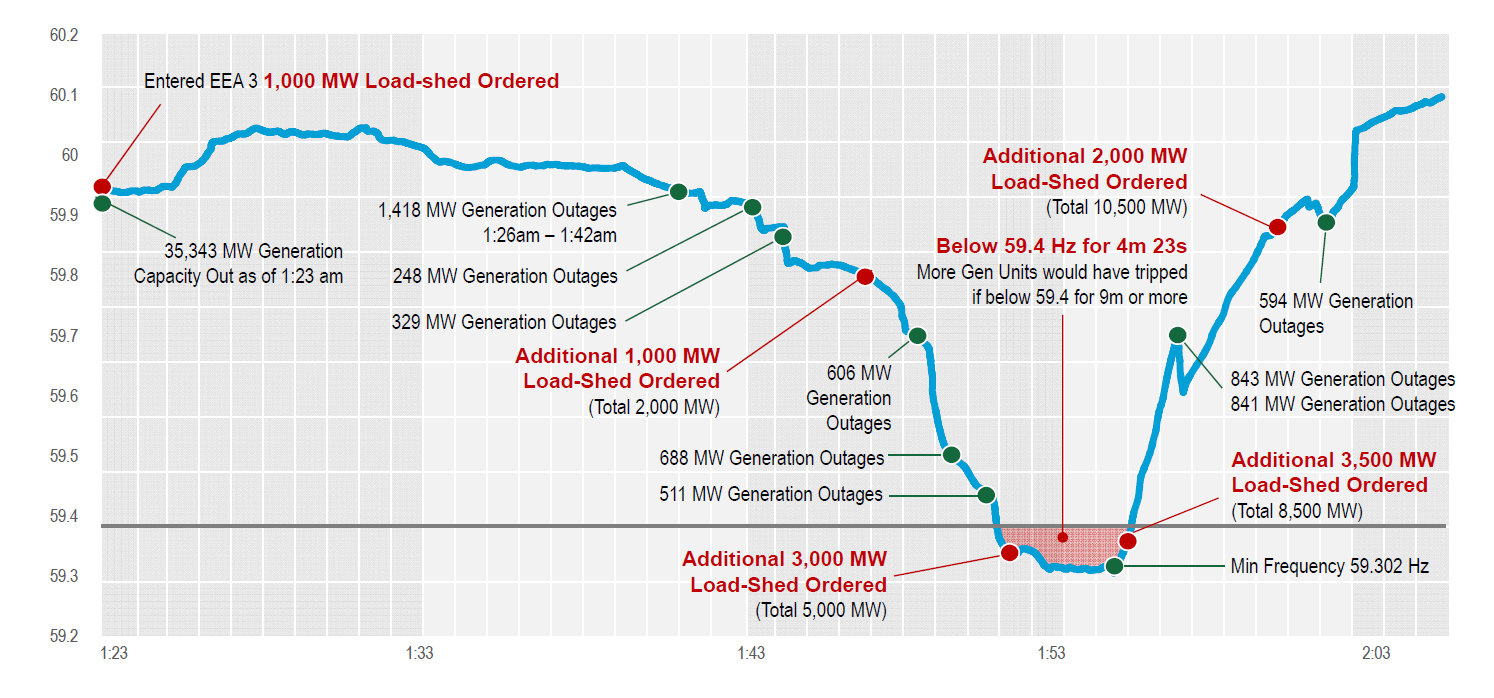 60.2
60.1
60
59.9
59.8
59.7
59.6
59.5
59.4
59.3
59.2
Entered EEA 3 1,000 MW Load-shed Ordered
35,343 MW Generation
Capacity Out as of 1:23 am
1,418 MW Generation Outages
1:26am – 1:42am
248 MW Generation Outages
329 MW Generation Outages
Additional 1,000 MW
Load-Shed Ordered
(Total 2,000 MW)
606 MW
Generation
Outages
688 MW Generation Outages
511 MW Generation Outages
Additional 3,000 MW
Load-Shed Ordered
(Total 5,000 MW)
Additional 2,000 MW
Load-Shed Ordered
(Total 10,500 MW)
Below 59.4 Hz for 4m 23s
More Gen Units would have tripped
if below 59.4 for 9m or more
594 MW Generation
Outages
843 MW Generation Outages
841 MW Generation Outages
Additional 3,500 MW
Load-Shed Ordered
(Total 8,500 MW)
Min Frequency 59.302 Hz
1:23
1:33
1:43
1:53
2:03